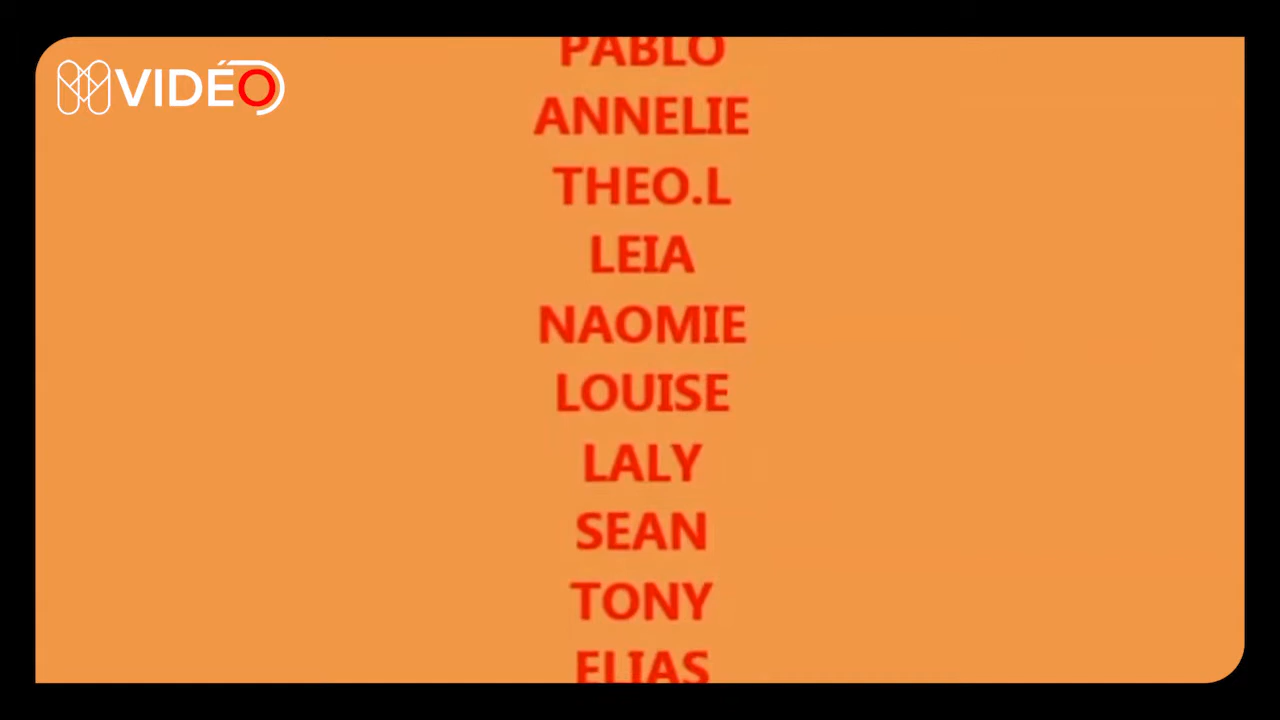 VIDÉO
PABLO
ANNELIE
THEO.L
LEIA
NAOMIE
LOUISE
LALY
SEAN
TONY
ELIAS